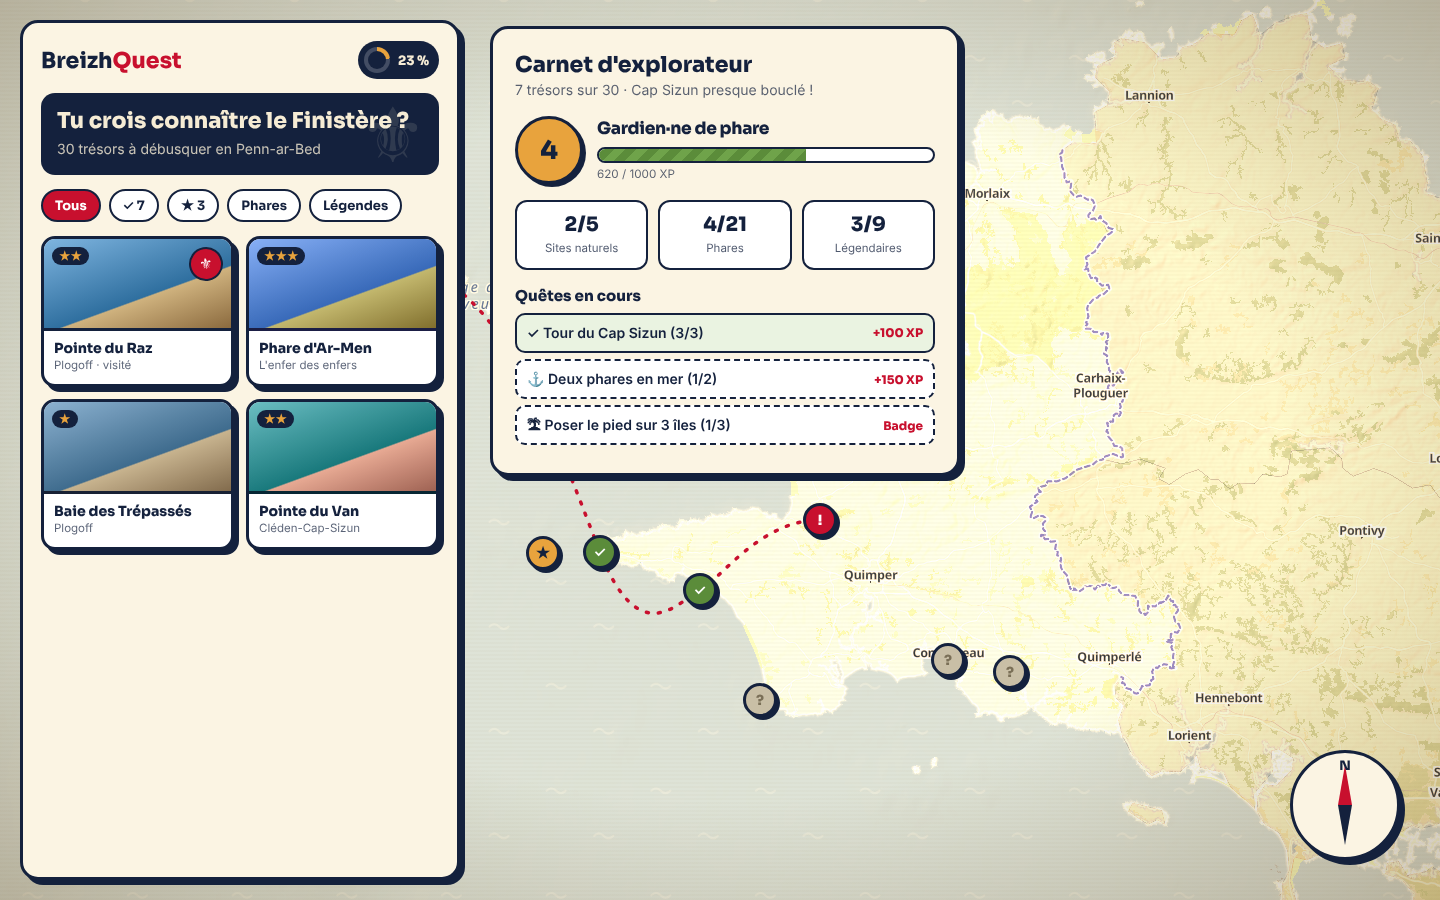 BreizhQuest
23 %
Tu crois connaître le Finistère ?
30 trésors à débusquer en Penn-ar-Bed
Tous
✓ 7
★ 3
Phares
Légendes
★★
★★★
Pointe du Raz
Plogoff · visité
Phare d'Ar-Men
L'enfer des enfers
★
★★
Baie des Trépassés
Plogoff
Pointe du Van
Cléden-Cap-Sizun
Carnet d'explorateur
7 trésors sur 30 · Cap Sizun presque bouclé !
4
Gardien·ne de phare
620 / 1000 XP
2/5
Sites naturels
4/21
Phares
3/9
Légendaires
Quêtes en cours
✓ Tour du Cap Sizun (3/3)
+100 XP
⚓ Deux phares en mer (1/2)
+150 XP
🏝 Poser le pied sur 3 îles (1/3)
Badge
Lannion
Morlaix
Carhaix-
Plouguer
Pontivy
!
Quimper
?
?
Quimperlé
?
Hennebont
Lorient
N